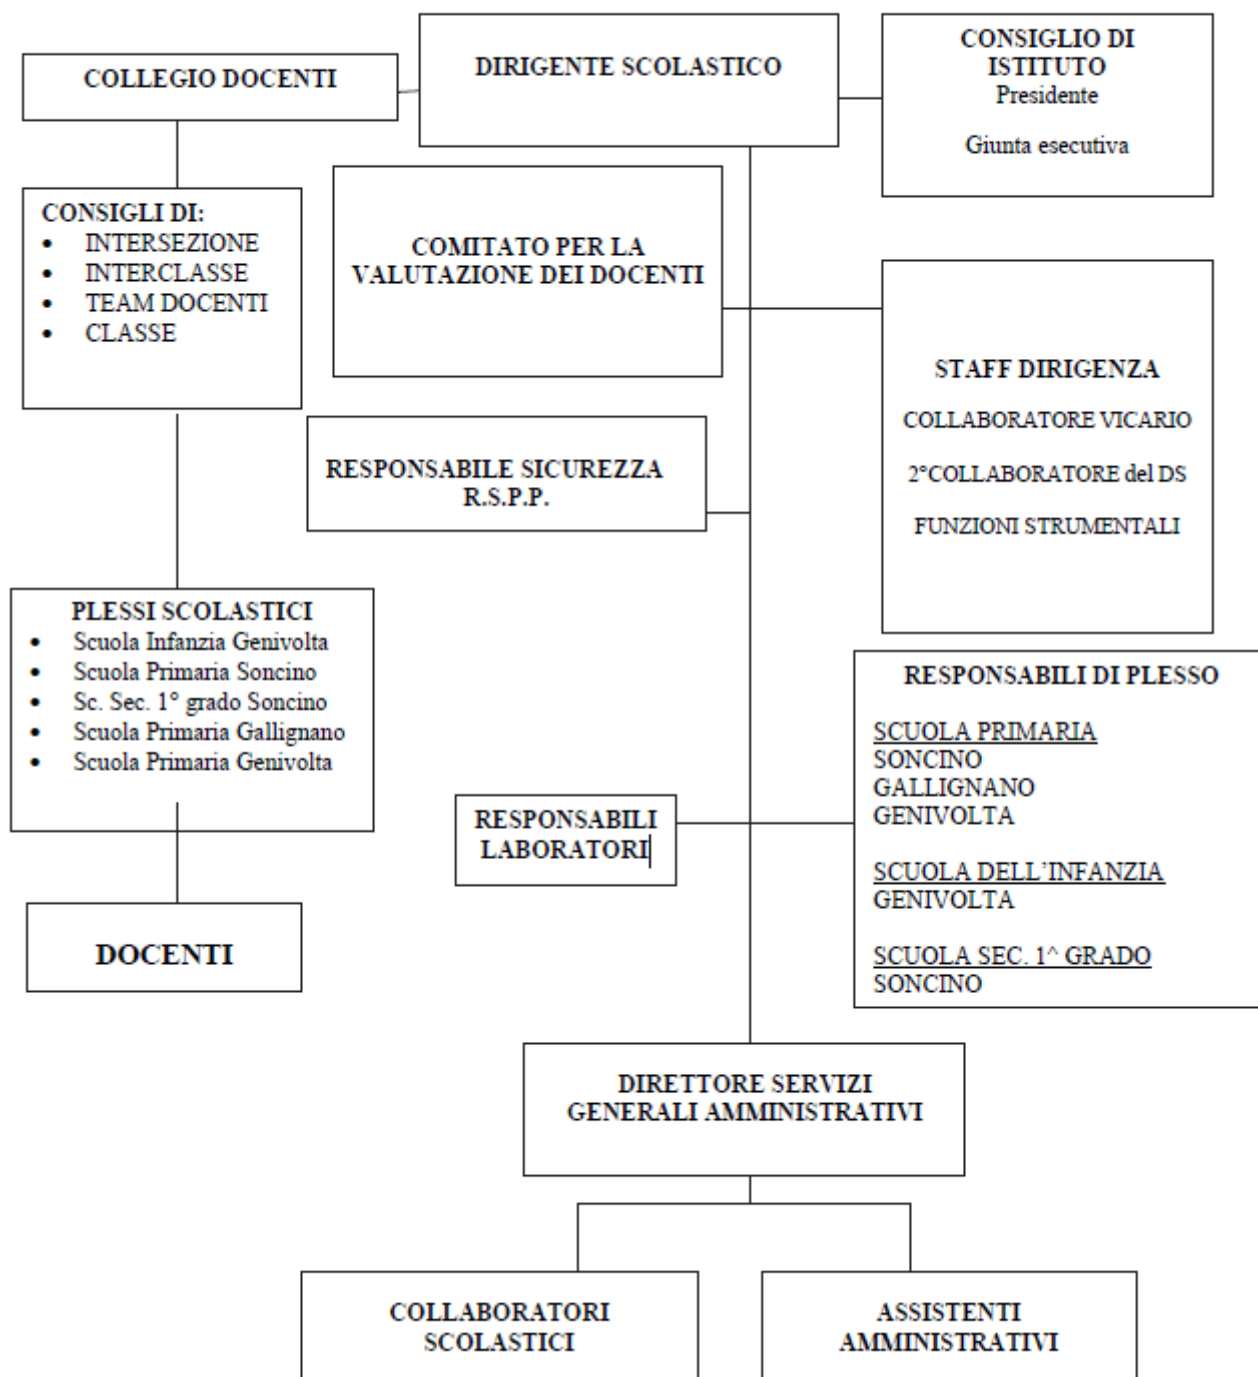 COLLEGIO DOCENTI
DIRIGENTE SCOLASTICO
CONSIGLIO DI
ISTITUTO
Presidente
Giunta esecutiva
CONSIGLI DI:
• INTERSEZIONE
• INTERCLASSE
• TEAM DOCENTI
• CLASSE
COMITATO PER LA
VALUTAZIONE DEI DOCENTI
STAFF DIRIGENZA
COLLABORATORE VICARIO
2°COLLABORATORE del DS
FUNZIONI STRUMENTALI
RESPONSABILE SICUREZZA
R.S.P.P.
PLESSI SCOLASTICI
• Scuola Infanzia Genivolta
• Scuola Primaria Soncino
• Sc. Sec. 1° grado Soncino
• Scuola Primaria Gallignano
• Scuola Primaria Genivolta
RESPONSABILI DI PLESSO
SCUOLA PRIMARIA
SONCINO
GALLIGNANO
GENIVOLTA
SCUOLA DELL’INFANZIA
GENIVOLTA
SCUOLA SEC. 1^ GRADO
SONCINO
RESPONSABILI
LABORATORI
DOCENTI
DIRETTORE SERVIZI
GENERALI AMMINISTRATIVI
COLLABORATORI
SCOLASTICI
ASSISTENTI
AMMINISTRATIVI